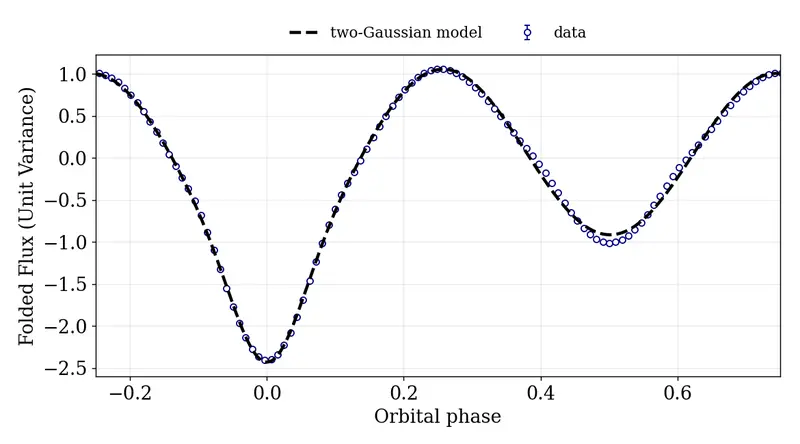 two-Gaussian model data
1.0
0.5
0.0
−0.5
−1.0
−1.5
−2.0
−2.5
Folded Flux (Unit Variance)
−0.2 0.0 0.2 0.4 0.6
Orbital phase